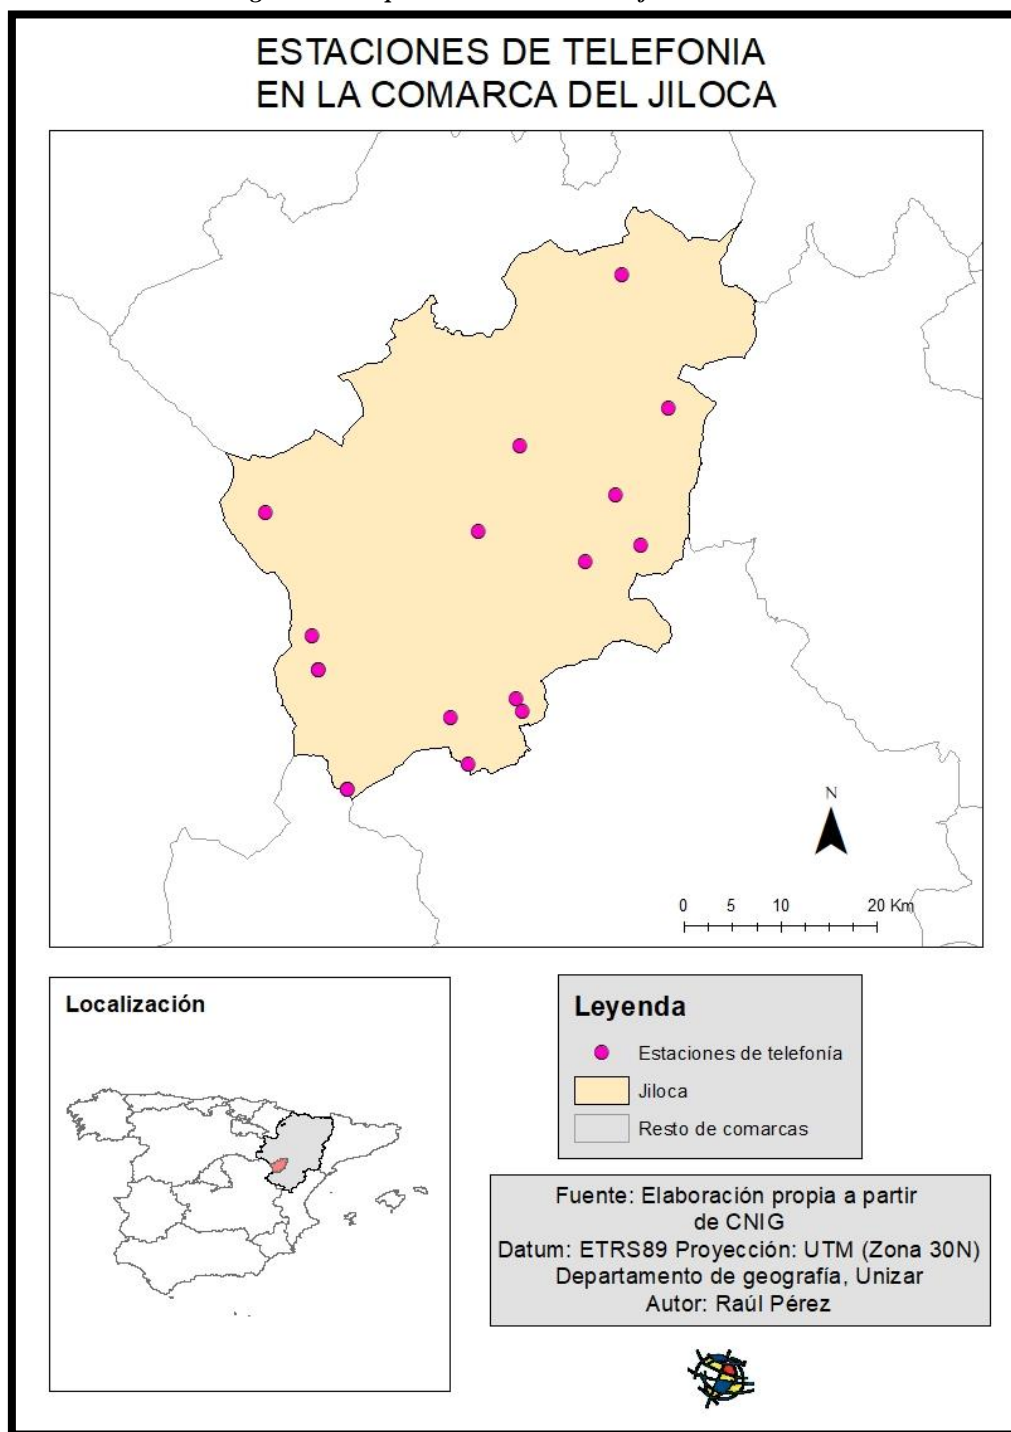 ESTACIONES DE TELEFONIA
EN LA COMARCA DEL JILOCA
N
0 5 10 20 Km
Localización
Leyenda
Estaciones de telefonía
Jiloca
Resto de comarcas
Fuente: Elaboración propia a partir
de CNIG
Datum: ETRS89 Proyección: UTM (Zona 30N)
Departamento de geografía, Unizar
Autor: Raúl Pérez